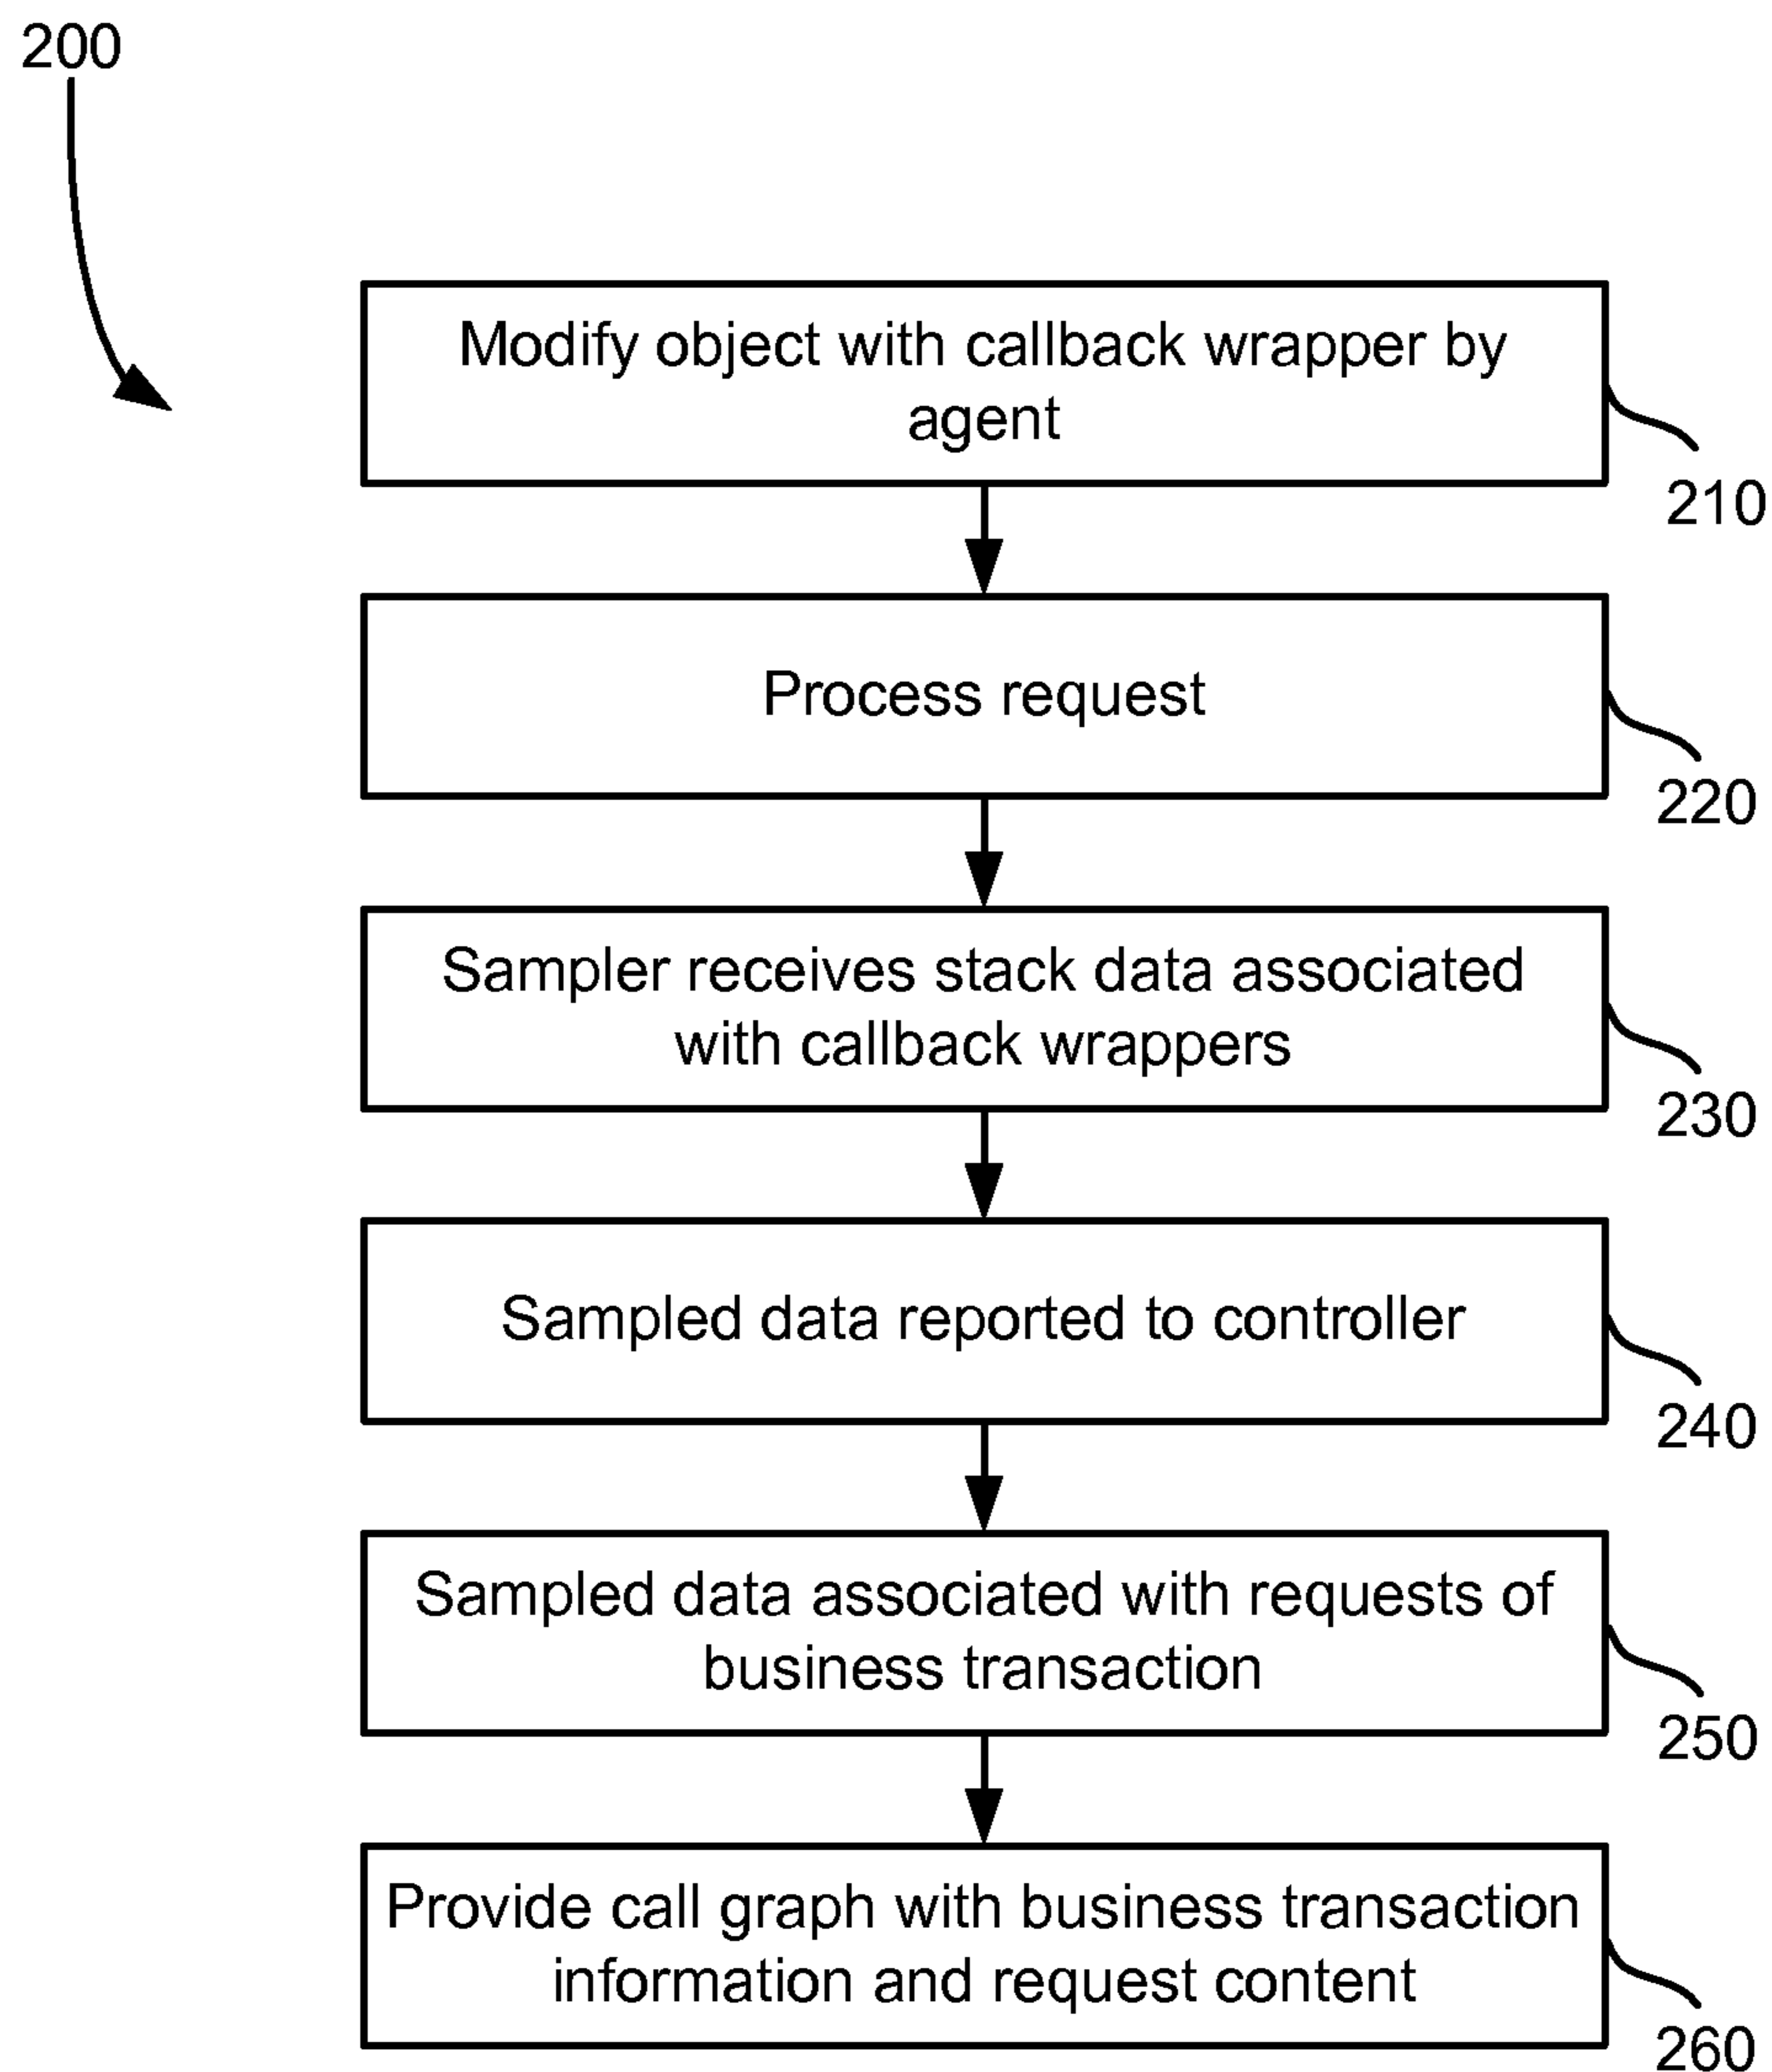 200
Modify object with callback wrapper by
agent
210
Process request
220
Sampler receives stack data associated
with callback wrappers
230
Sampled data reported to controller
240
Sampled data associated with requests of
business transaction
250
Provide call graph with business transaction
information and request content
260